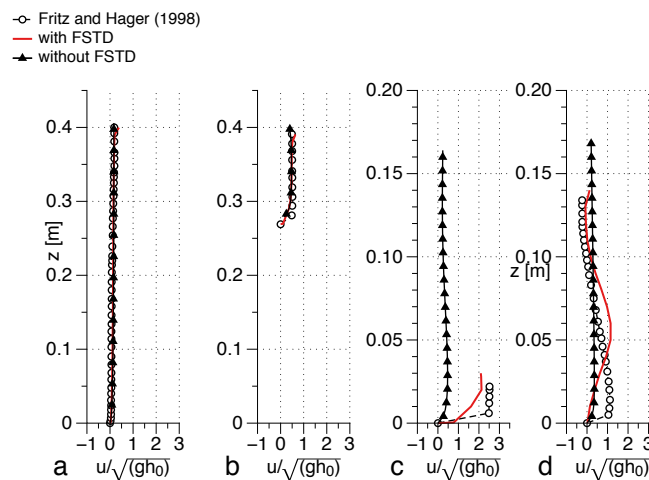 Fritz and Hager (1998)
with FSTD
without FSTD
0.4
0.3
0.2
0.1
0
z [m]
−1 0 1 2 3
a
u/√(gh₀)
0.4
0.3
0.2
0.1
0
−1 0 1 2 3
b
u/√(gh₀)
0.20
0.15
0.10
0.05
0
−1 0 1 2 3
c
u/√(gh₀)
0.20
0.15
0.10
0.05
0
z [m]
−1 0 1 2 3
d
u/√(gh₀)